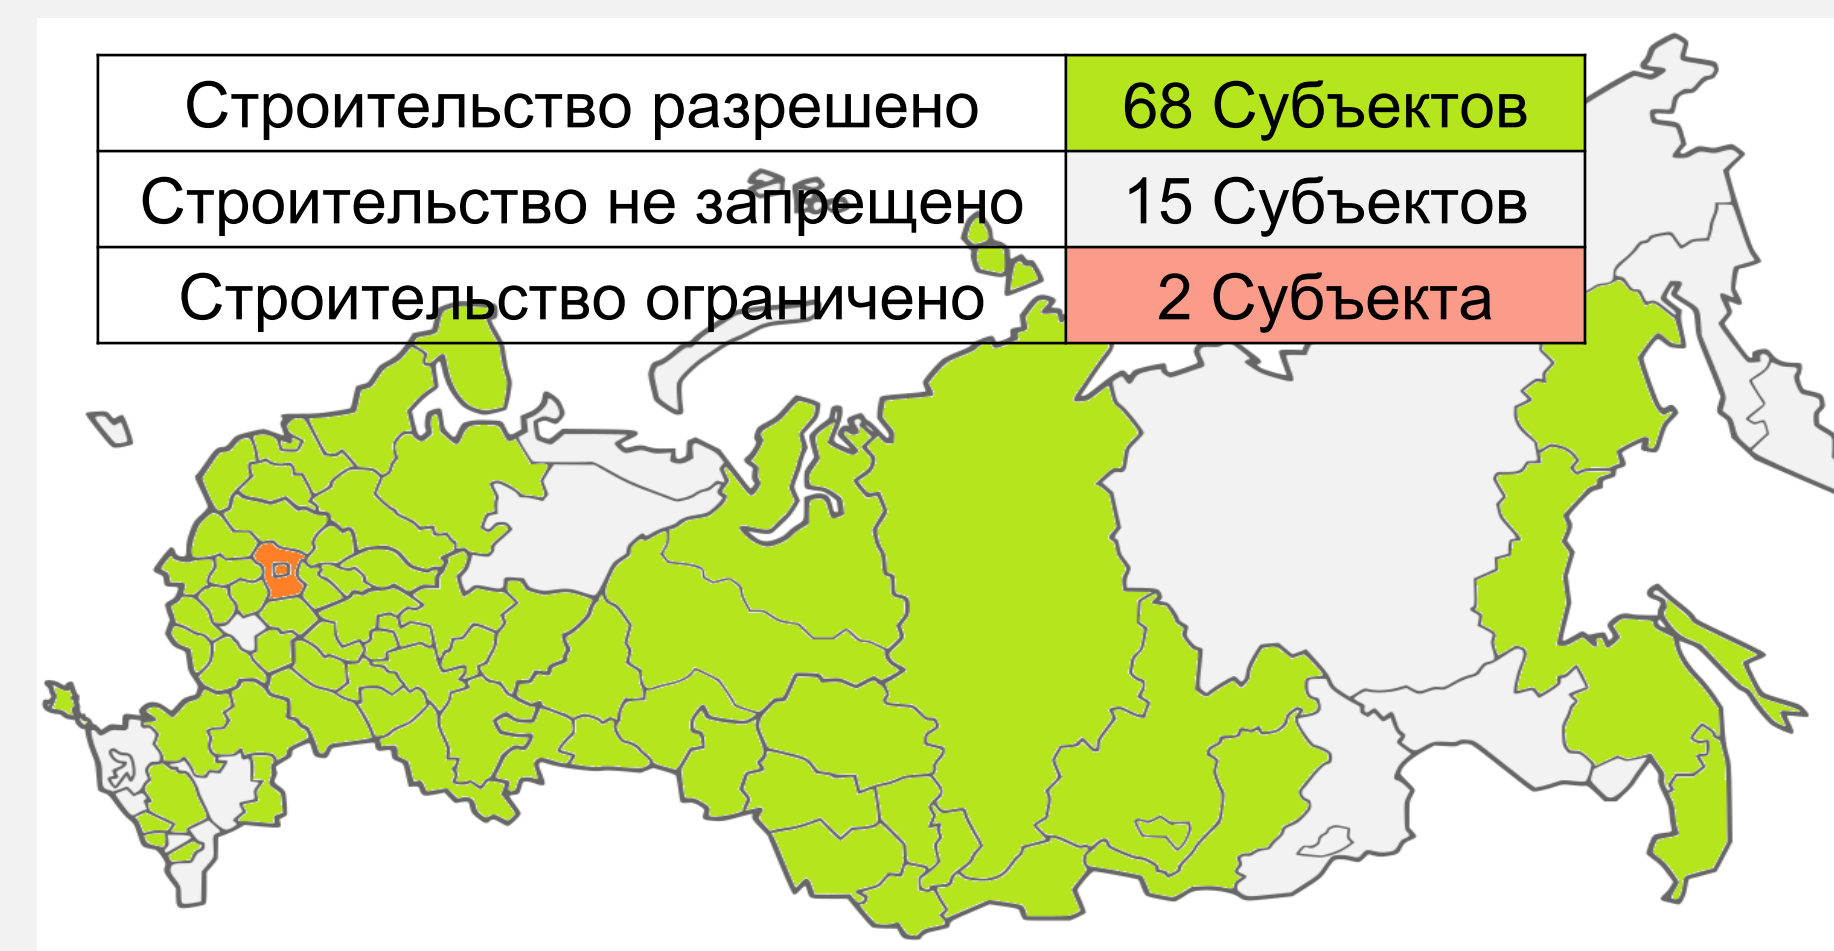 Строительство разрешено 68 Субъектов
Строительство не запрещено 15 Субъектов
Строительство ограничено 2 Субъекта